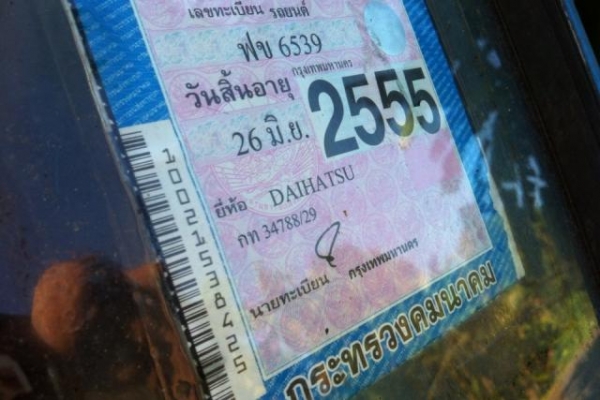 เลขทะเบียน รถยนต์
ฟข 6539
กรุงเทพมหานคร
วันสิ้นอายุ
26 มิ.ย. 2555
ยี่ห้อ DAIHATSU
กท 34788/29
นายทะเบียน กรุงเทพมหานคร
กระทรวงคมนาคม
10027538425